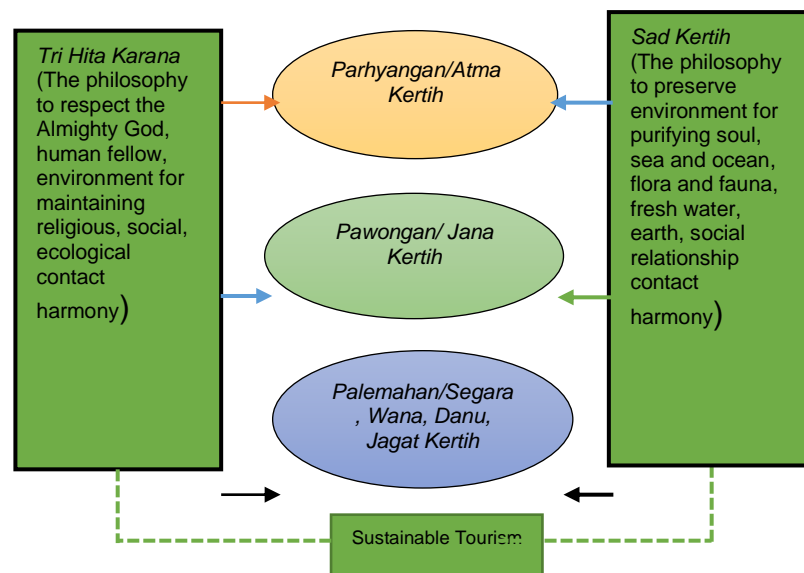 Tri Hita Karana
(The philosophy
to respect the
Almighty God,
human fellow,
environment for
maintaining
religious, social,
ecological
contact
harmony)
Parhyangan/Atma
Kertih
Pawongan/ Jana
Kertih
Palemahan/Segara
, Wana, Danu,
Jagat Kertih
Sad Kertih
(The philosophy
to preserve
environment for
purifying soul,
sea and ocean,
flora and fauna,
fresh water,
earth, social
relationship
contact
harmony)
Sustainable Tourism